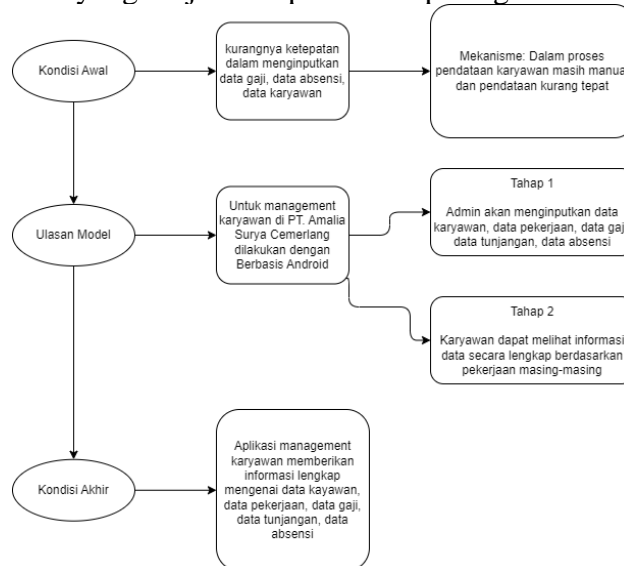 Kondisi Awal
kurangnya ketepatan
dalam menginputkan
data gaji, data absensi,
data karyawan
Mekanisme: Dalam proses
pendataan karyawan masih manual
dan pendataan kurang tepat
Ulasan Model
Untuk management
karyawan di PT. Amalia
Surya Cemerlang
dilakukan dengan
Berbasis Android
Tahap 1
Admin akan menginputkan data
karyawan, data pekerjaan, data gaji
data tunjangan, data absensi
Tahap 2
Karyawan dapat melihat informasi
data secara lengkap berdasarkan
pekerjaan masing-masing
Kondisi Akhir
Aplikasi management
karyawan memberikan
informasi lengkap
mengenai data kayawan,
data pekerjaan, data gaji,
data tunjangan, data
absensi